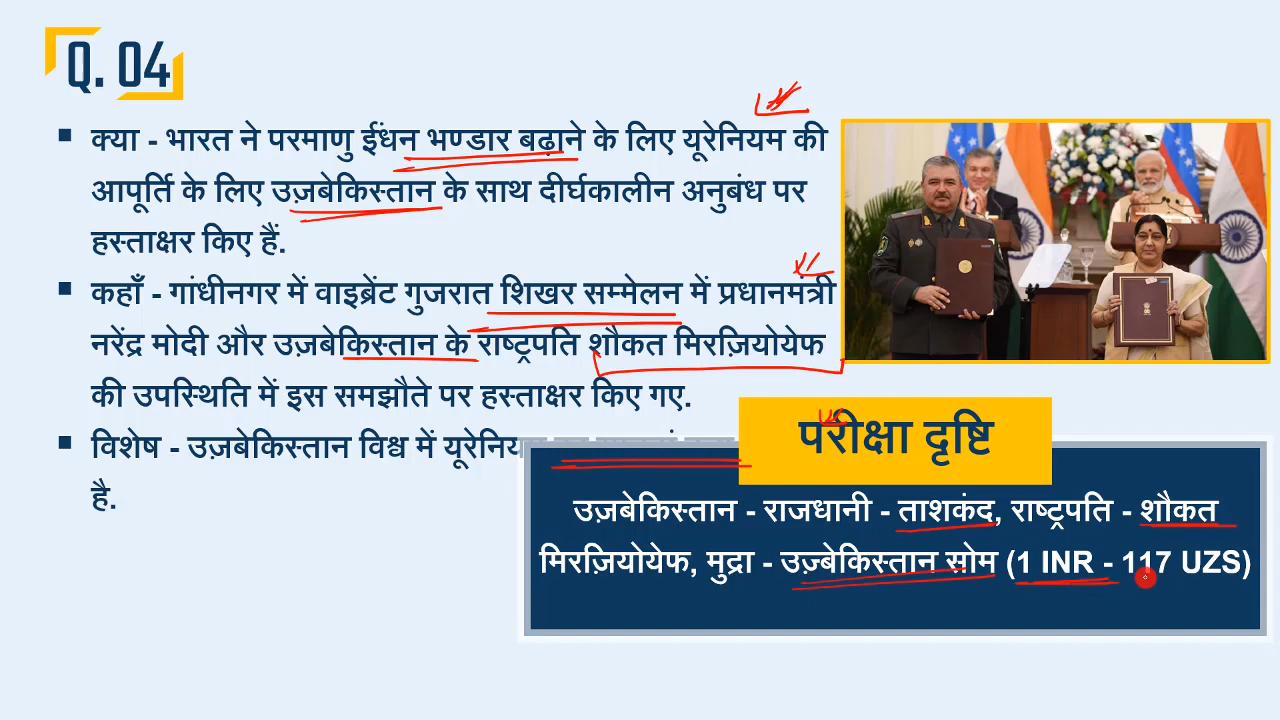 Q. 04
क्या - भारत ने परमाणु ईंधन भण्डार बढ़ाने के लिए यूरेनियम की
आपूर्ति के लिए उज़बेकिस्तान के साथ दीर्घकालीन अनुबंध पर
हस्ताक्षर किए हैं.
कहाँ - गांधीनगर में वाइब्रेंट गुजरात शिखर सम्मेलन में प्रधानमंत्री
नरेंद्र मोदी और उज़बेकिस्तान के राष्ट्रपति शौकत मिरज़ियोयेफ
की उपस्थिति में इस समझौते पर हस्ताक्षर किए गए.
विशेष - उज़बेकिस्तान विश्व में
है.
परीक्षा दृष्टि
उज़बेकिस्तान - राजधानी - ताशकंद, राष्ट्रपति - शौकत
मिरज़ियोयेफ, मुद्रा - उज़्बेकिस्तान सोम (1 INR - 117 UZS)